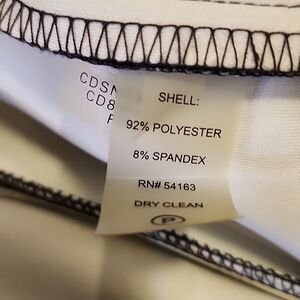 CDSN
CD8
SHELL:
92% POLYESTER
8% SPANDEX
RN# 54163
DRY CLEAN
P